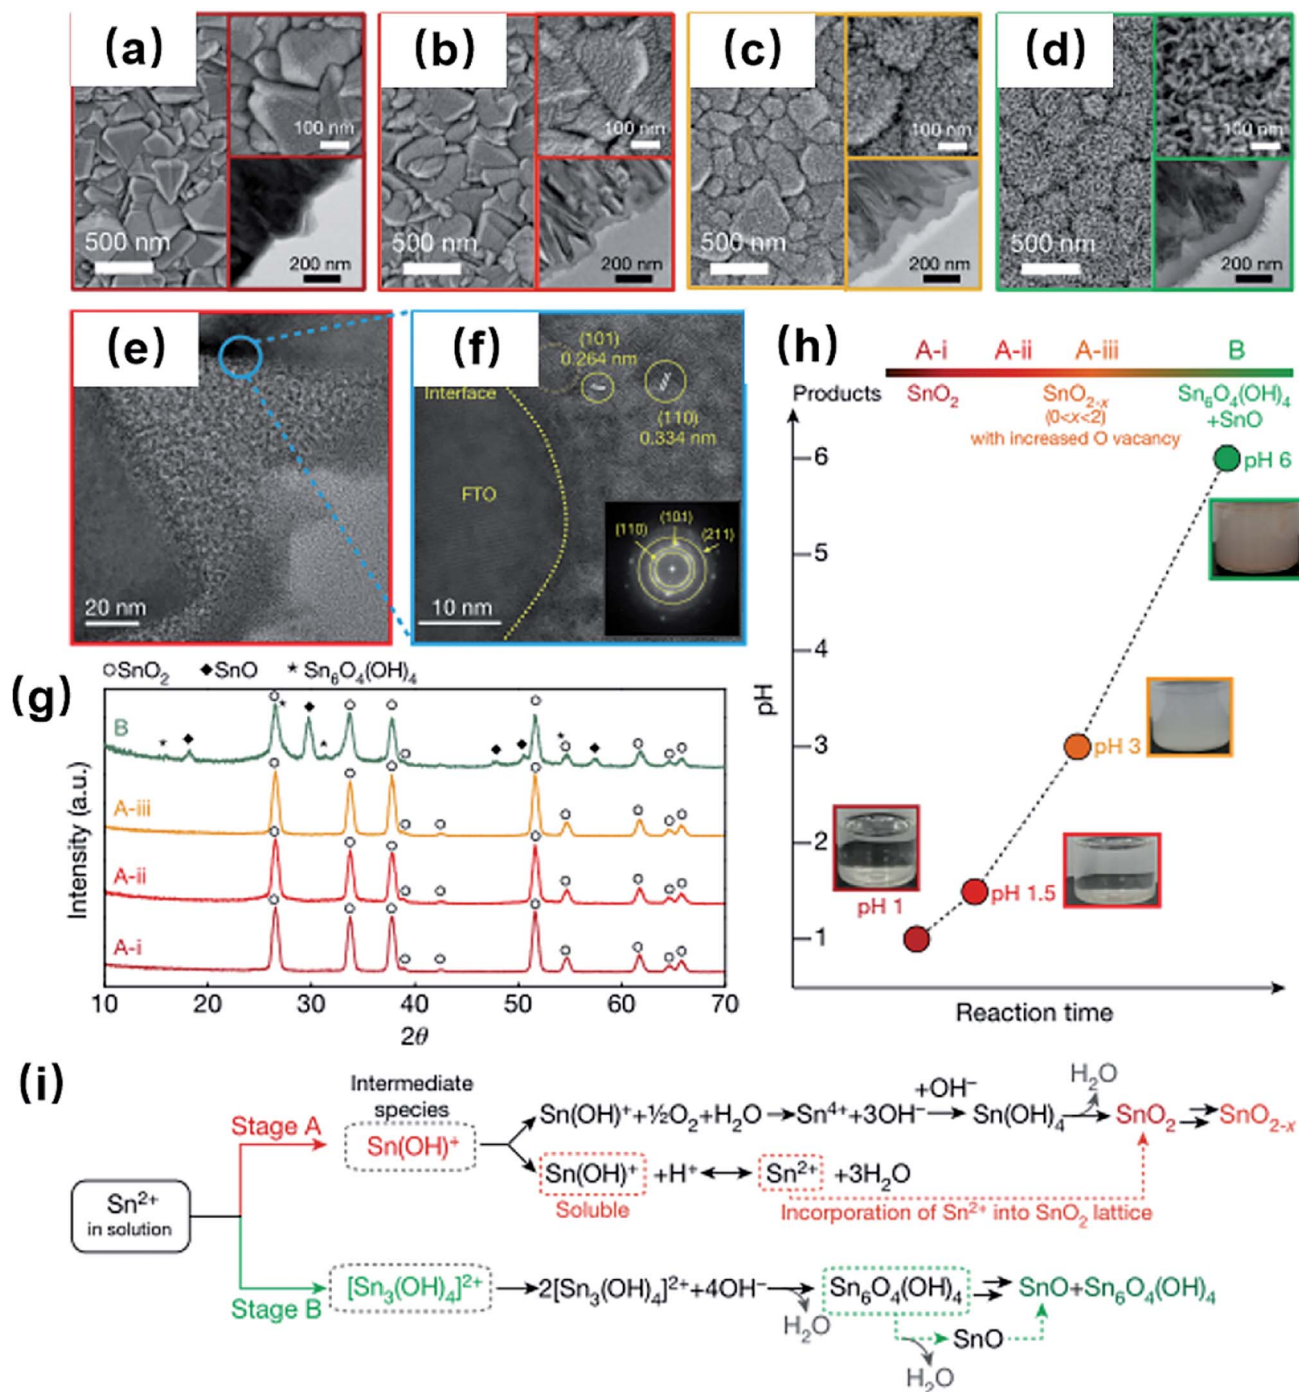 (a)
100 nm
500 nm
200 nm
(b)
100 nm
500 nm
200 nm
(c)
100 nm
500 nm
200 nm
(d)
100 nm
500 nm
200 nm
(e)
20 nm
(f)
(101)
0.264 nm
Interface
(110)
0.334 nm
FTO
(110)
(101)
(211)
10 nm
(g)
○SnO₂ ◆SnO * Sn₆O₄(OH)₄
B
A-iii
A-ii
A-i
Intensity (a.u.)
10 20 30 40 50 60 70
2θ
(h)
A-i A-ii A-iii B
Products
SnO₂
SnO₂₋ₓ
(0<x<2)
with increased O vacancy
Sn₆O₄(OH)₄
+SnO
6
5
4
3
2
1
pH
pH 6
pH 3
pH 1.5
pH 1
Reaction time
(i)
Sn²⁺
in solution
Stage A
Intermediate
species
Sn(OH)⁺
Sn(OH)⁺+½O₂+H₂O→Sn⁴⁺+3OH⁻ +OH⁻→ Sn(OH)₄ → H₂O SnO₂ → SnO₂₋ₓ
Sn(OH)⁺ +H⁺ ↔ Sn²⁺ +3H₂O
Soluble
Incorporation of Sn²⁺ into SnO₂ lattice
Stage B
[Sn₃(OH)₄]²⁺ → 2[Sn₃(OH)₄]²⁺+4OH⁻ → Sn₆O₄(OH)₄ → SnO+Sn₆O₄(OH)₄
H₂O
SnO
H₂O